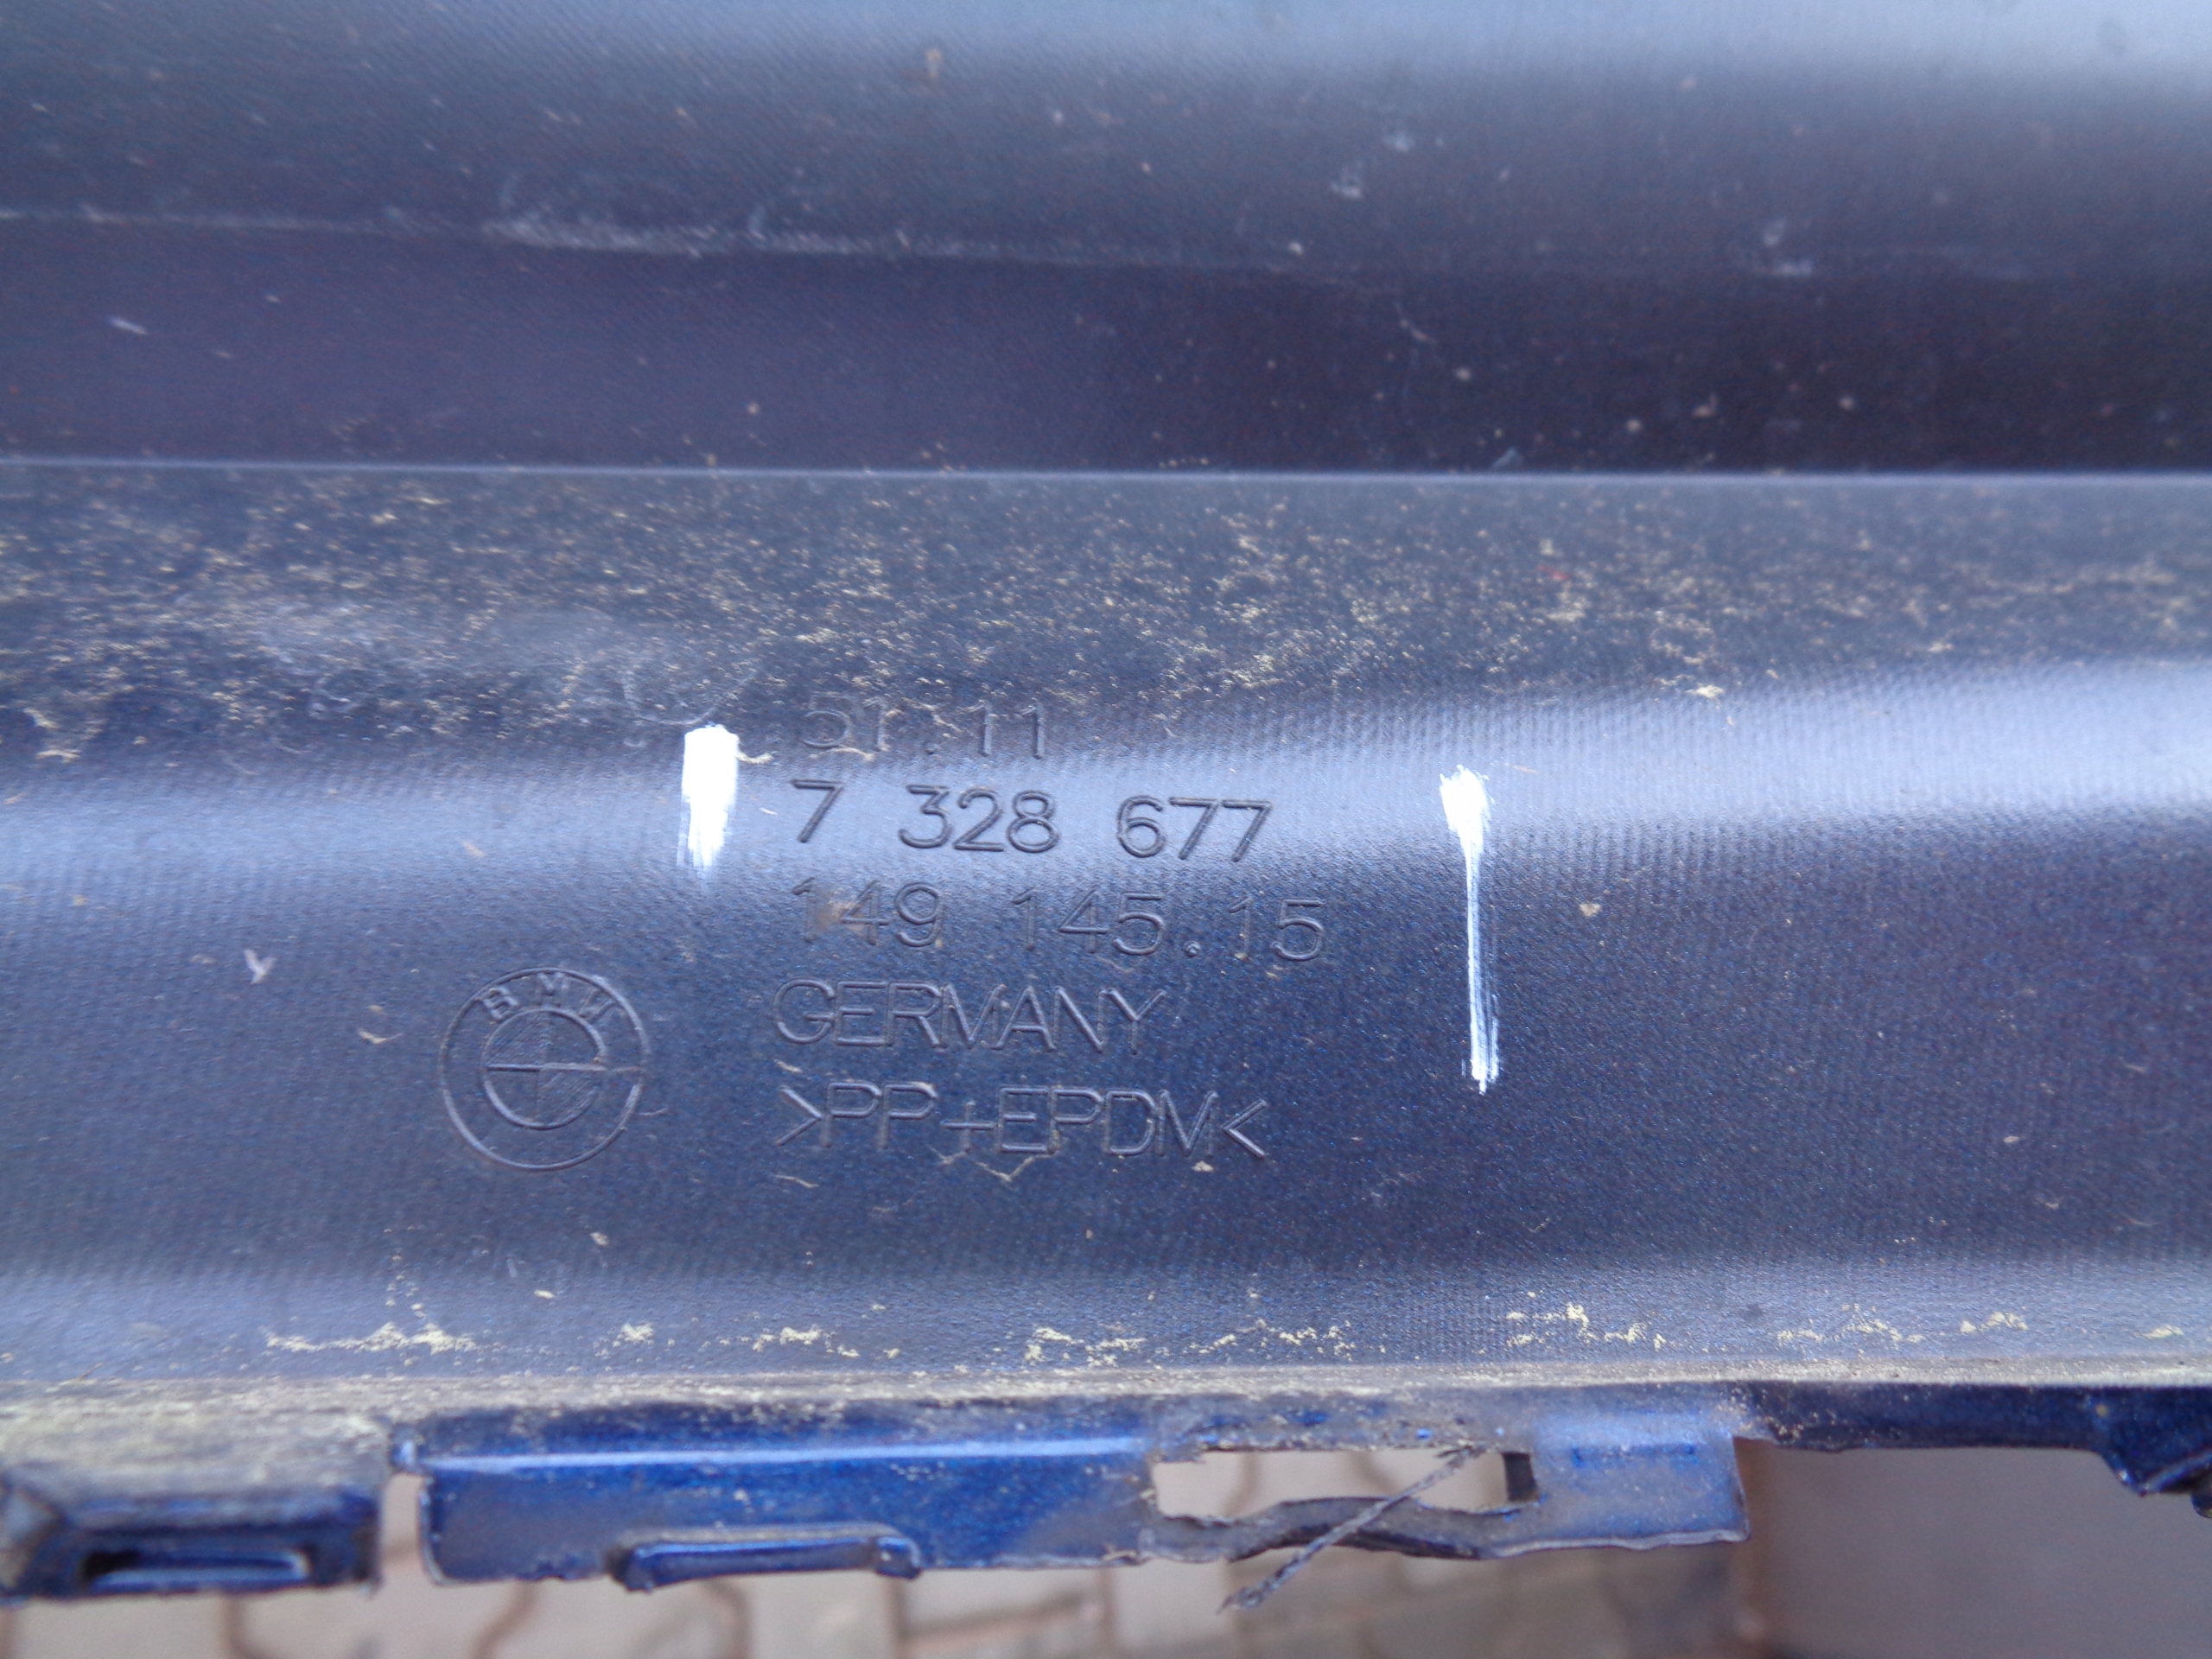 51.11
7 328 677
149 145.15
BMW
GERMANY
>PP+EPDM<